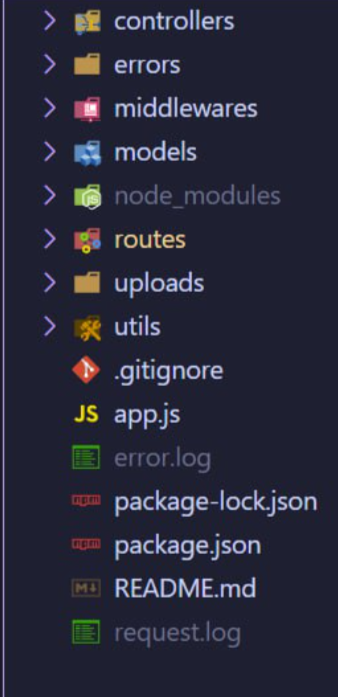 controllers
errors
middlewares
models
node_modules
routes
uploads
utils
.gitignore
JS app.js
error.log
package-lock.json
package.json
M↓ README.md
request.log